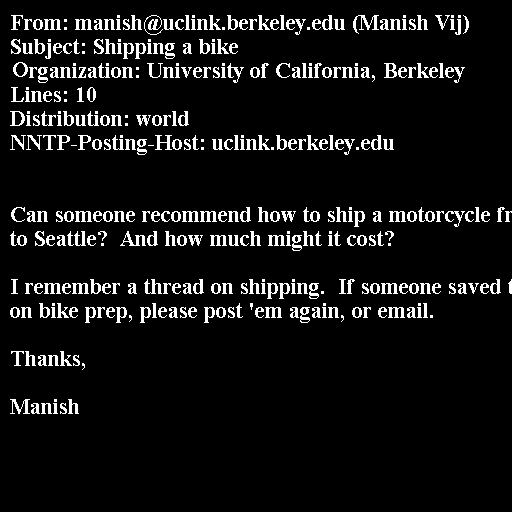 From: manish@uclink.berkeley.edu (Manish Vij)
Subject: Shipping a bike
Organization: University of California, Berkeley
Lines: 10
Distribution: world
NNTP-Posting-Host: uclink.berkeley.edu
Can someone recommend how to ship a motorcycle
to Seattle?  And how much might it cost?
I remember a thread on shipping.  If someone saved
on bike prep, please post 'em again, or email.
Thanks,
Manish